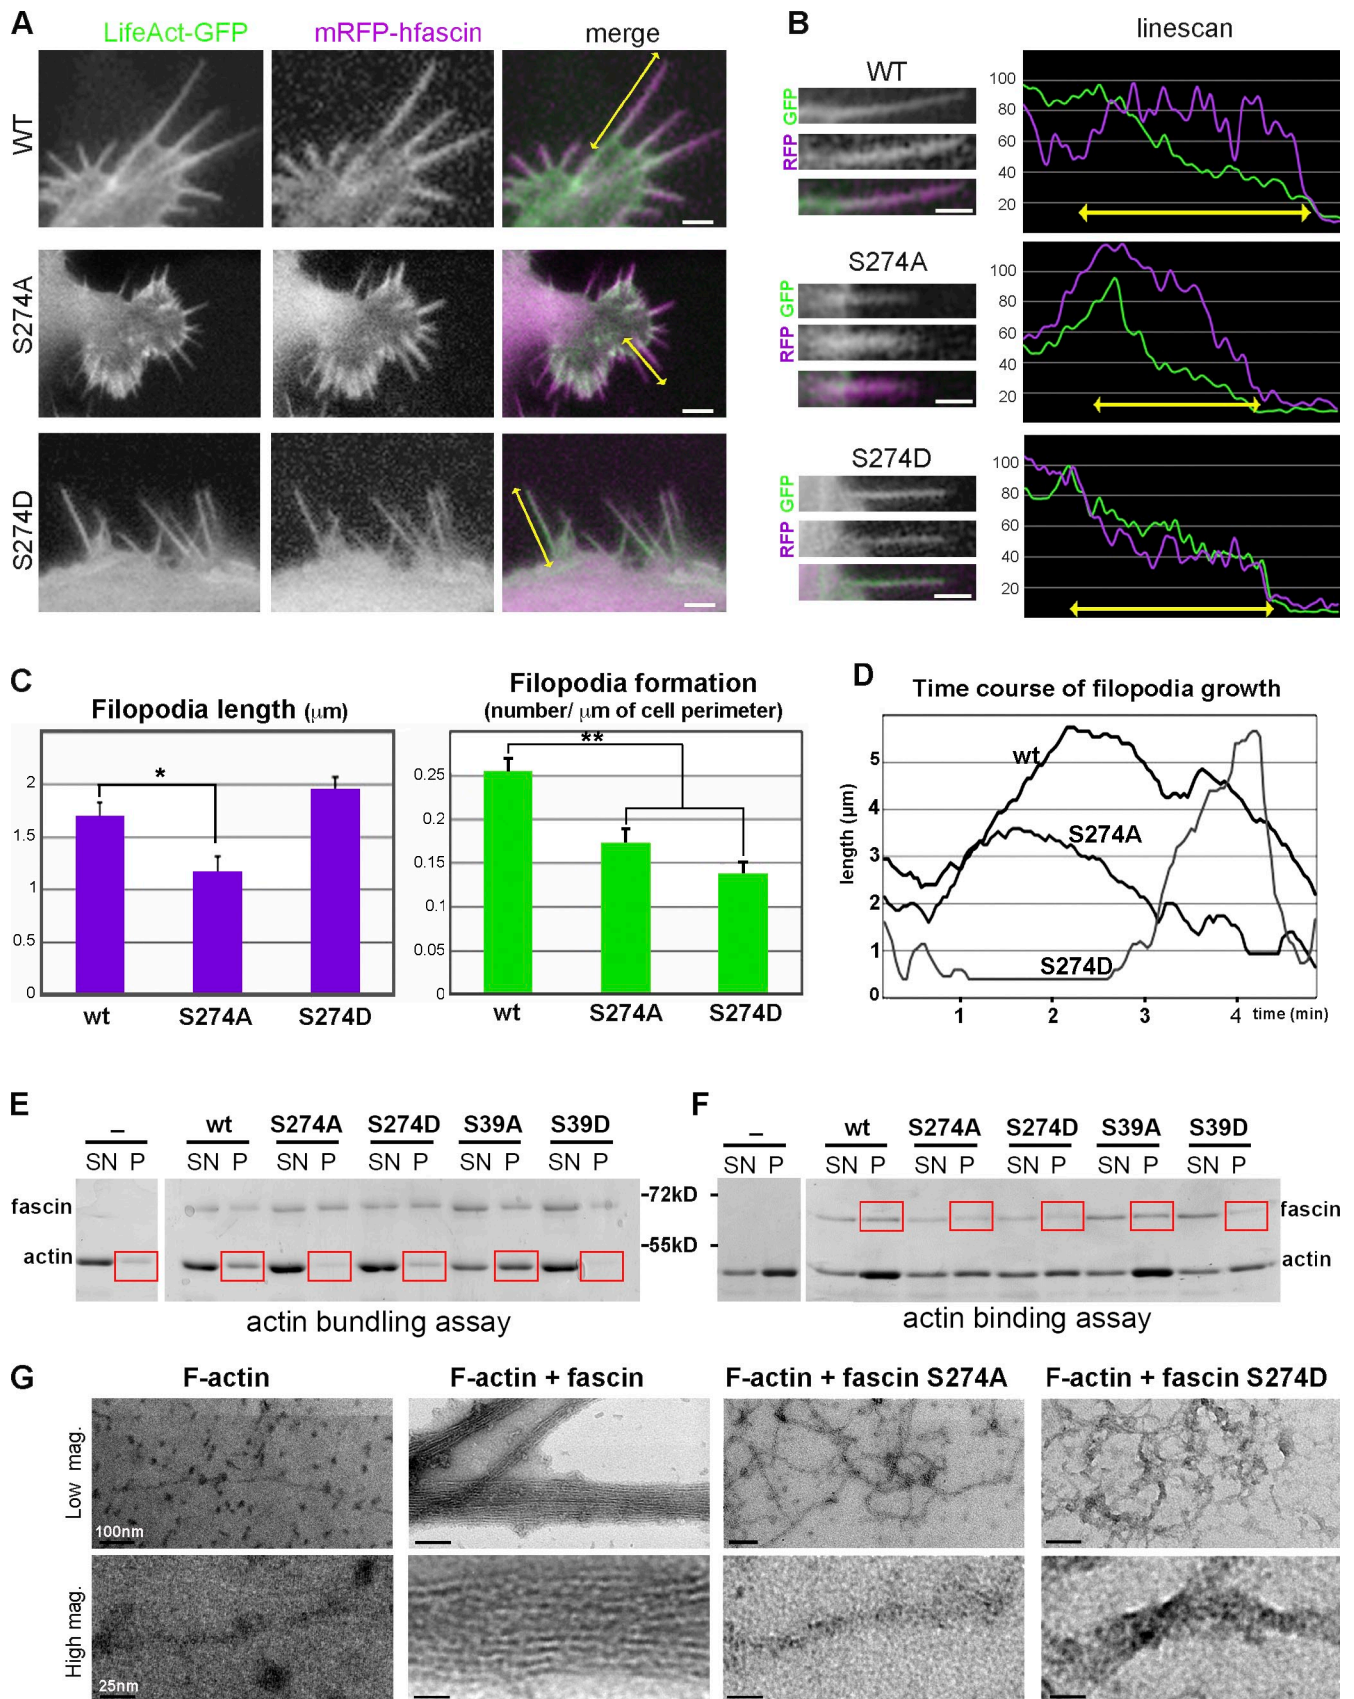 A
LifeAct-GFP mRFP-hfascin merge
WT
S274A
S274D
B
linescan
WT
GFP
RFP
100
80
60
40
20
S274A
GFP
RFP
100
80
60
40
20
S274D
GFP
RFP
100
80
60
40
20
C
Filopodia length (μm)
2
1.5
1
0.5
0
*
wt S274A S274D
Filopodia formation
(number/ μm of cell perimeter)
0.25
0.2
0.15
0.1
0.05
0
**
wt S274A S274D
D
Time course of filopodia growth
length (μm)
5
4
3
2
1
0
wt
S274A
S274D
1 2 3 4 time (min)
E
– wt S274A S274D S39A S39D
SN P SN P SN P SN P SN P SN P
fascin
actin
-72kD -
-55kD -
actin bundling assay
F
– wt S274A S274D S39A S39D
SN P SN P SN P SN P SN P SN P
fascin
actin
actin binding assay
G
F-actin F-actin + fascin F-actin + fascin S274A F-actin + fascin S274D
Low mag.
100nm
High mag.
25nm